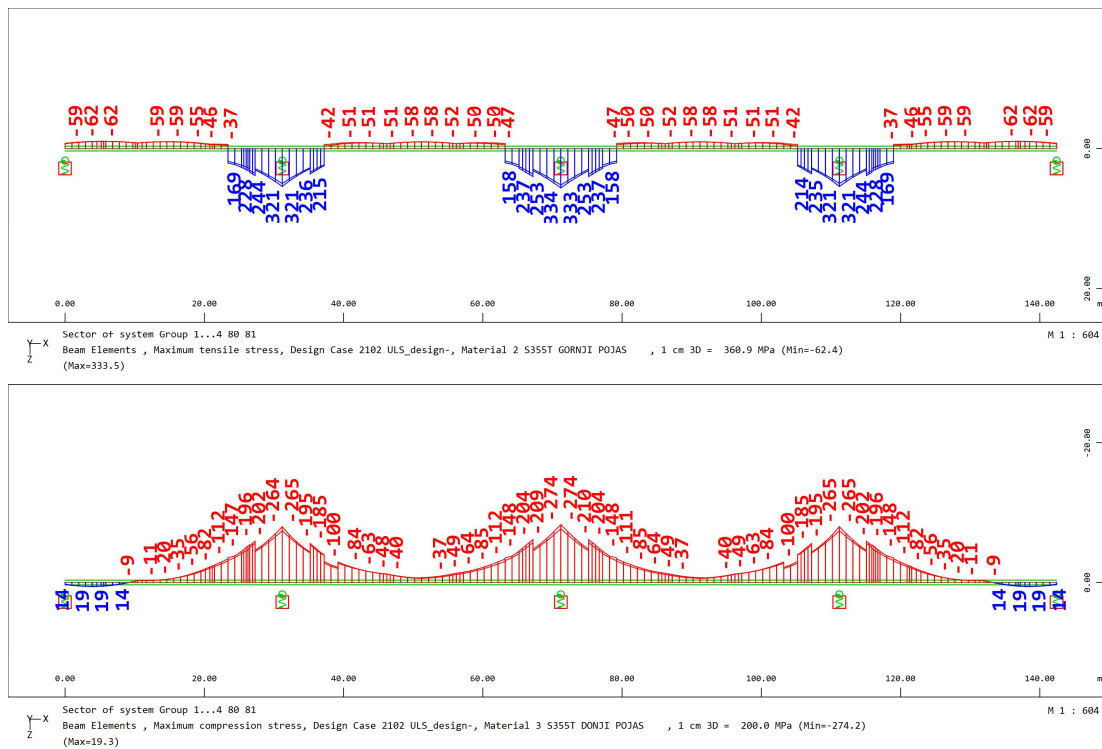 -59 -62 -62 -59 -59 -55 -46 -37 -42 -51 -51 -51 -58 -58 -52 -50 -50 -47 -47 -50 -50 -52 -58 -58 -51 -51 -51 -42 -37 -46 -55 -59 -59 -62 -62 -59
0.00
169 228 244 321 321 236 215 158 237 253 334 333 253 237 158 214 235 321 321 244 228 169
20.00
0.00 20.00 40.00 60.00 80.00 100.00 120.00 140.00 m
Sector of system Group 1...4 80 81 M 1 : 604
Y X Z
Beam Elements , Maximum tensile stress, Design Case 2102 ULS_design-, Material 2 S355T GORNJI POJAS , 1 cm 3D = 360.9 MPa (Min=-62.4)
(Max=333.5)
-20.00
-9 -11 -20 -35 -56 -82 -112 -147 -196 -202 -264 -265 -195 -185 -100 -84 -63 -48 -40 -37 -49 -64 -85 -112 -148 -204 -209 -274 -274 -210 -204 -148 -111 -85 -64 -49 -37 -40 -49 -63 -84 -100 -185 -195 -265 -265 -202 -196 -148 -112 -82 -56 -35 -20 -11 -9
0.00
14 19 19 14 14 19 19 14
0.00 20.00 40.00 60.00 80.00 100.00 120.00 140.00 m
Sector of system Group 1...4 80 81 M 1 : 604
Y X Z
Beam Elements , Maximum compression stress, Design Case 2102 ULS_design-, Material 3 S355T DONJI POJAS , 1 cm 3D = 200.0 MPa (Min=-274.2)
(Max=19.3)